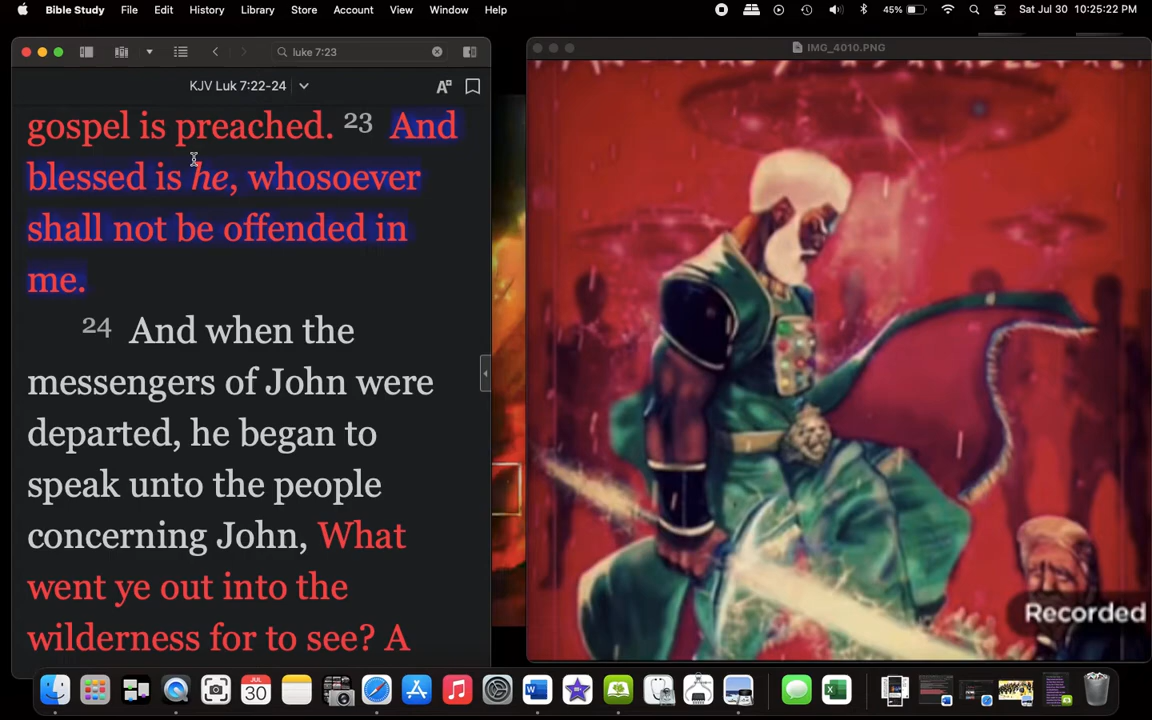 Bible Study File Edit History Library Store Account View Window Help 45% Sat Jul 30 10:25:22 PM
luke 7:23
IMG_4010.PNG
KJV Luk 7:22-24
gospel is preached. 23 And
blessed is he, whosoever
shall not be offended in
me.
24 And when the
messengers of John were
departed, he began to
speak unto the people
concerning John, What
went ye out into the
wilderness for to see? A
Recorded
JUL
30